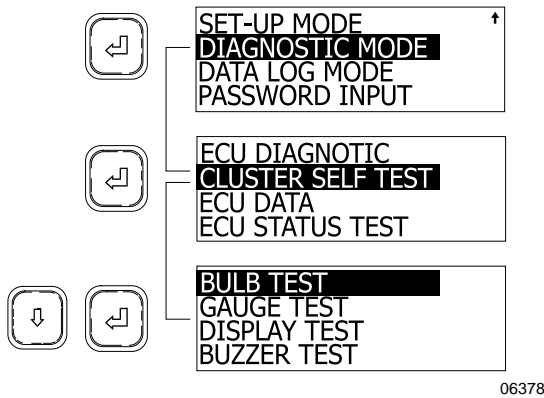 SET-UP MODE
DIAGNOSTIC MODE
DATA LOG MODE
PASSWORD INPUT
ECU DIAGNOTIC
CLUSTER SELF TEST
ECU DATA
ECU STATUS TEST
BULB TEST
GAUGE TEST
DISPLAY TEST
BUZZER TEST
06378